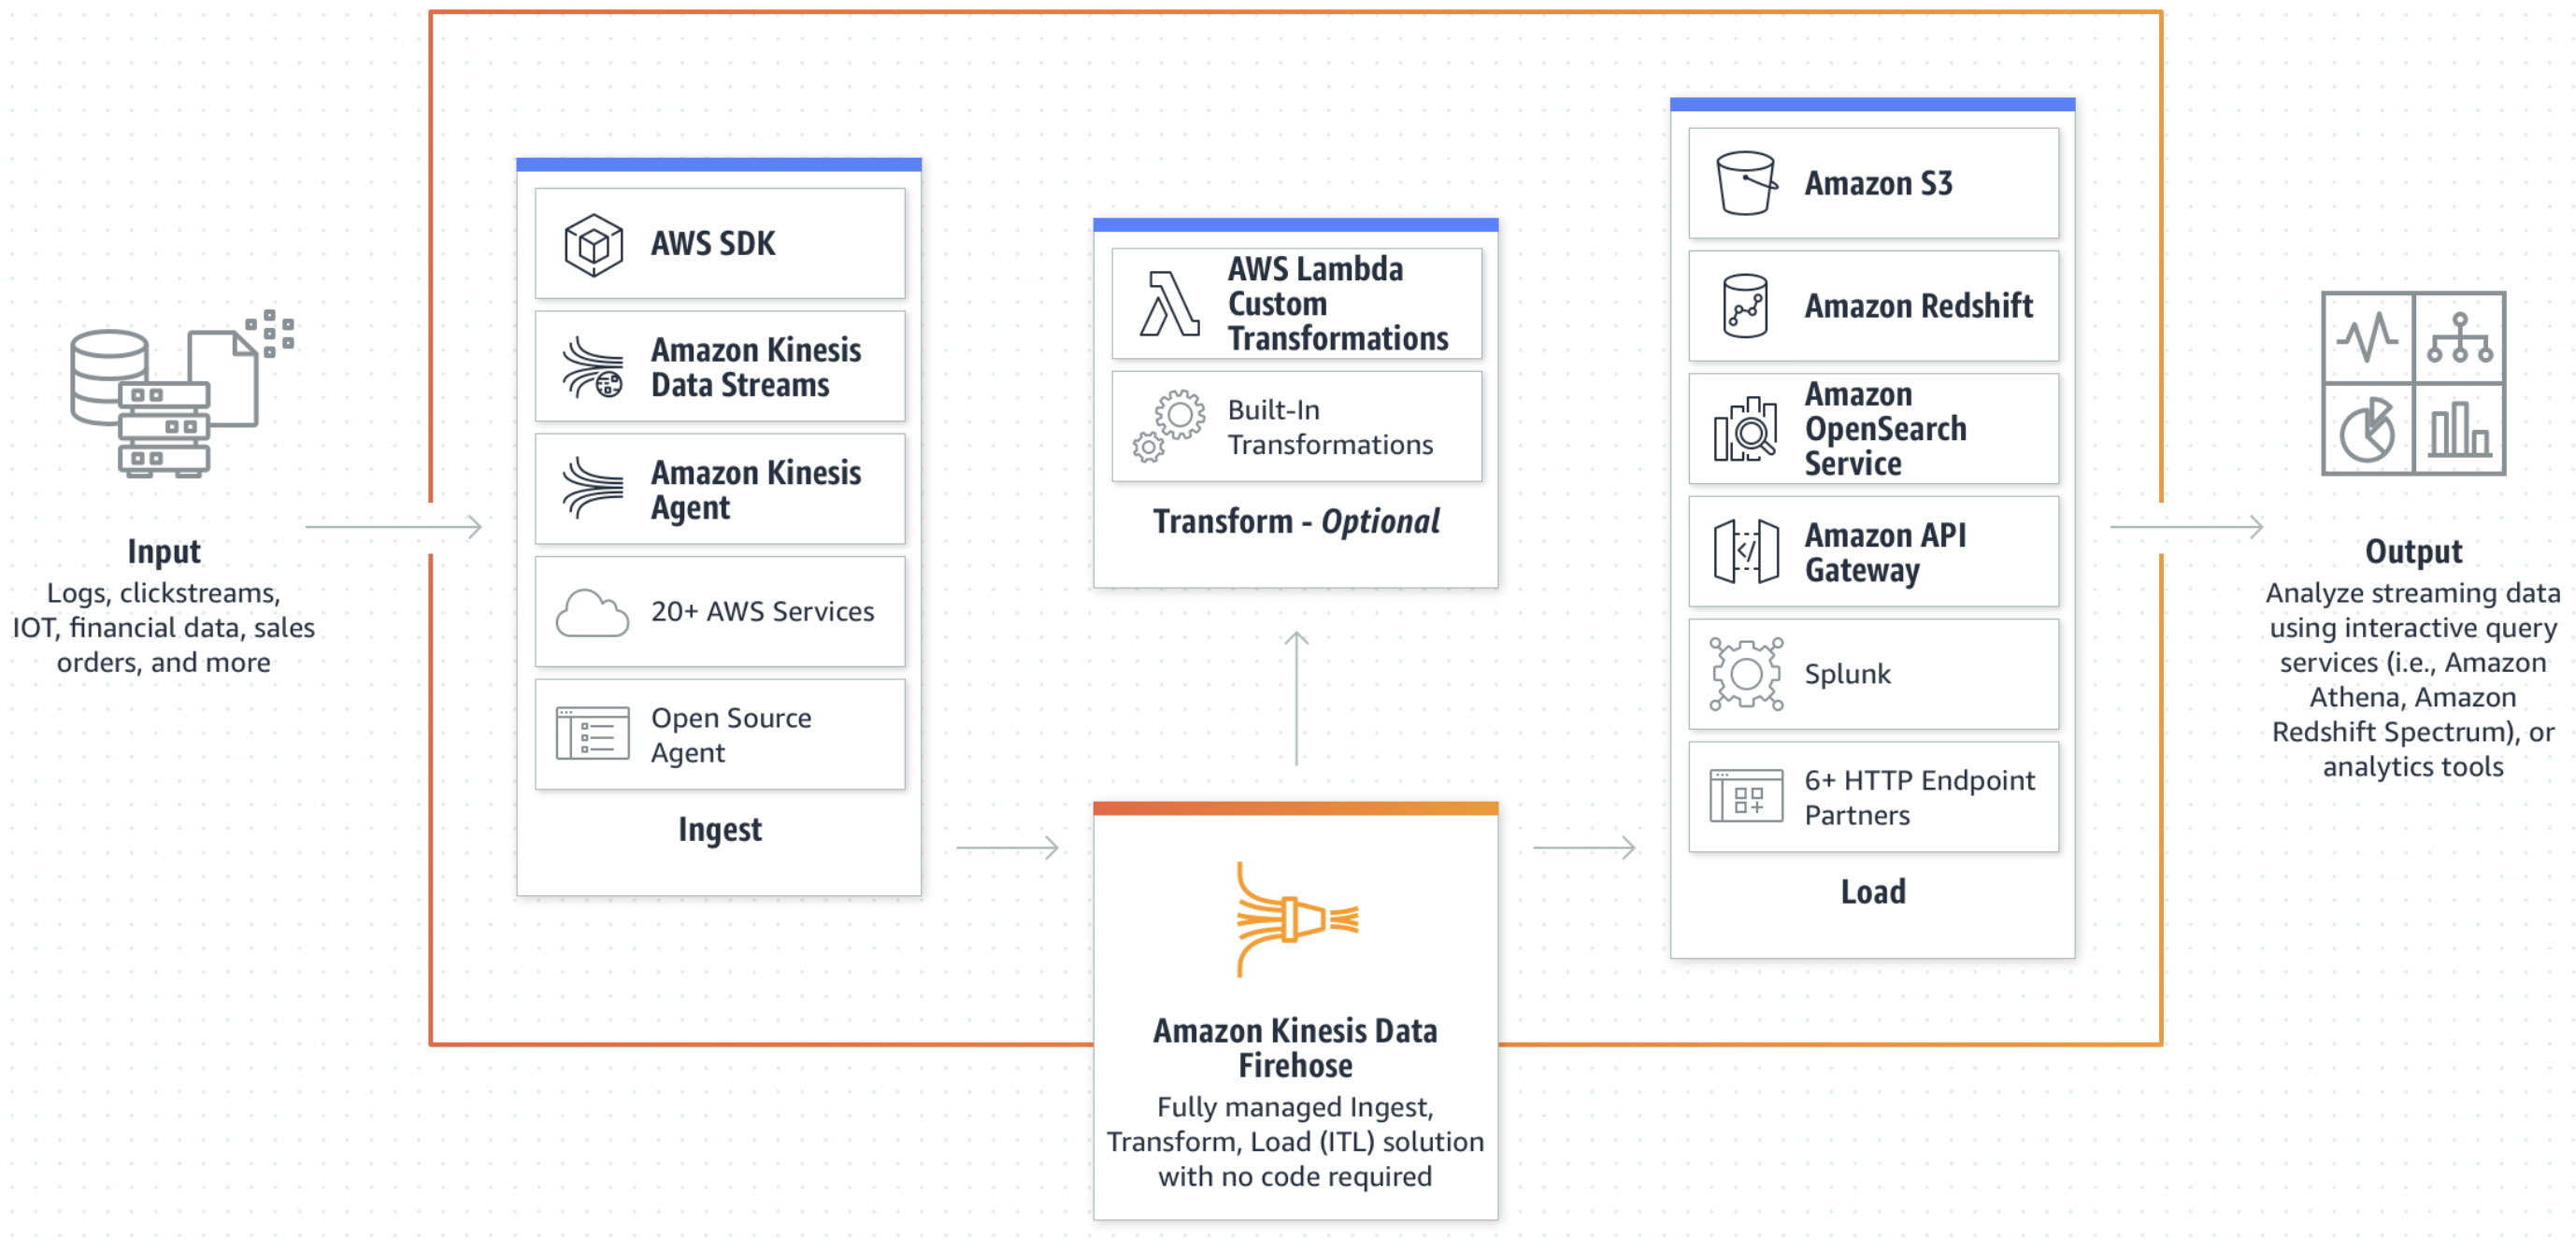 Input
Logs, clickstreams,
IOT, financial data, sales
orders, and more
AWS SDK
Amazon Kinesis
Data Streams
Amazon Kinesis
Agent
20+ AWS Services
Open Source
Agent
Ingest
AWS Lambda
Custom
Transformations
Built-In
Transformations
Transform - Optional
Amazon Kinesis Data
Firehose
Fully managed Ingest,
Transform, Load (ITL) solution
with no code required
Amazon S3
Amazon Redshift
Amazon
OpenSearch
Service
Amazon API
Gateway
Splunk
6+ HTTP Endpoint
Partners
Load
Output
Analyze streaming data
using interactive query
services (i.e., Amazon
Athena, Amazon
Redshift Spectrum), or
analytics tools